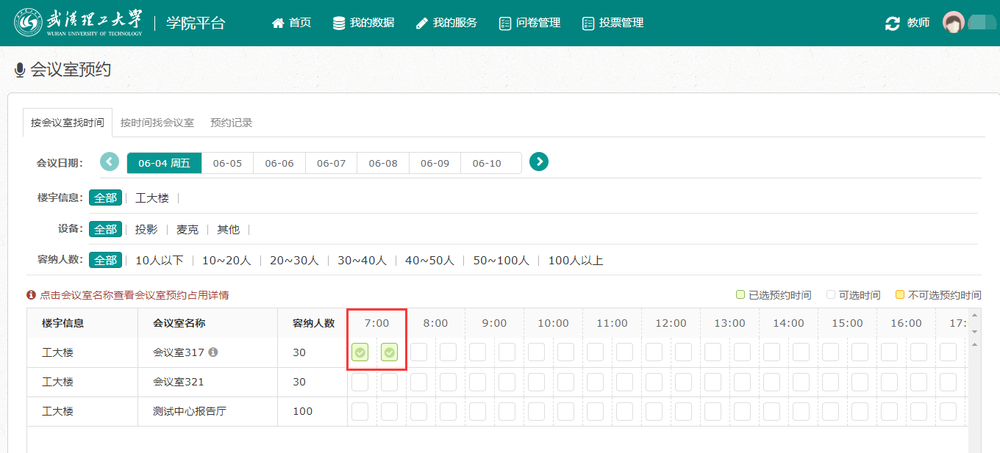 武汉理工大学 学院平台 首页 我的数据 我的服务 问卷管理 投票管理 教师
WUHAN UNIVERSITY OF TECHNOLOGY
会议室预约
按会议室找时间 按时间找会议室 预约记录
会议日期： 06-04 周五 06-05 06-06 06-07 06-08 06-09 06-10
楼宇信息： 全部 | 工大楼 |
设备： 全部 | 投影 | 麦克 | 其他 |
容纳人数： 全部 | 10人以下 | 10~20人 | 20~30人 | 30~40人 | 40~50人 | 50~100人 | 100人以上
点击会议室名称查看会议室预约占用详情 已选预约时间 可选时间 不可选预约时间
楼宇信息 会议室名称 容纳人数 7:00 8:00 9:00 10:00 11:00 12:00 13:00 14:00 15:00 16:00 17:
工大楼 会议室317 30
工大楼 会议室321 30
工大楼 测试中心报告厅 100